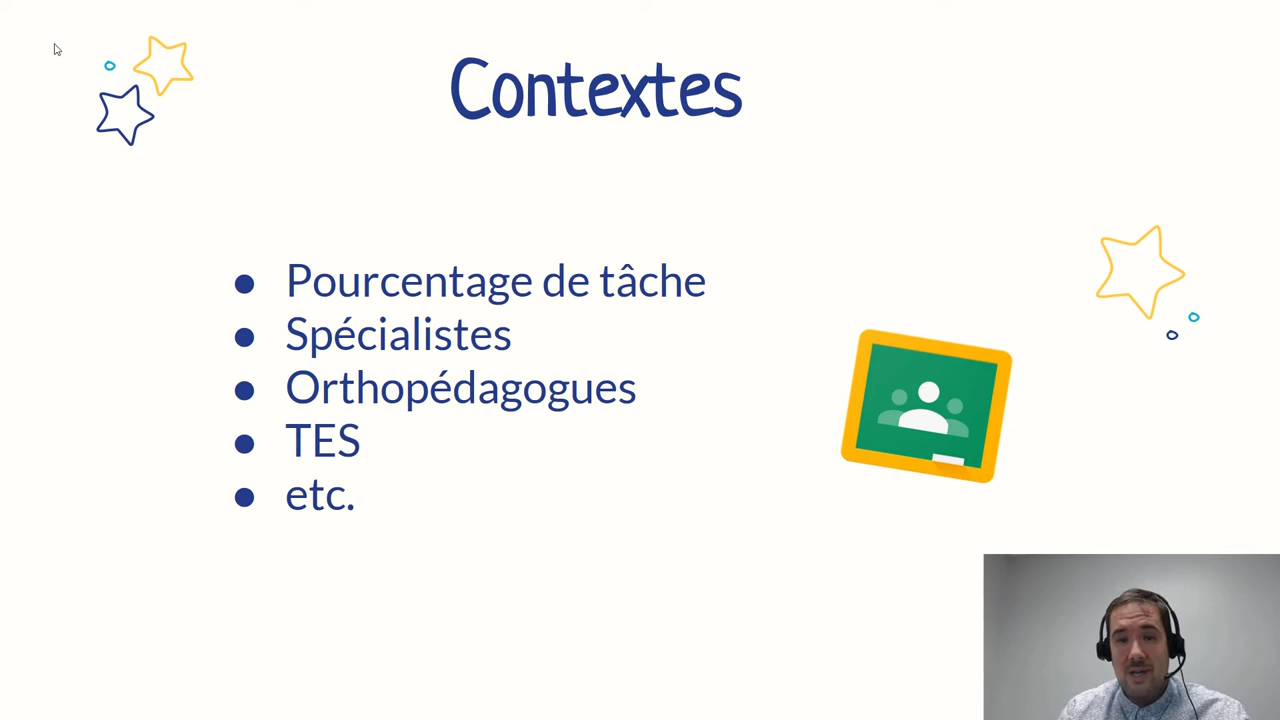 Contextes
● Pourcentage de tâche
● Spécialistes
● Orthopédagogues
● TES
● etc.